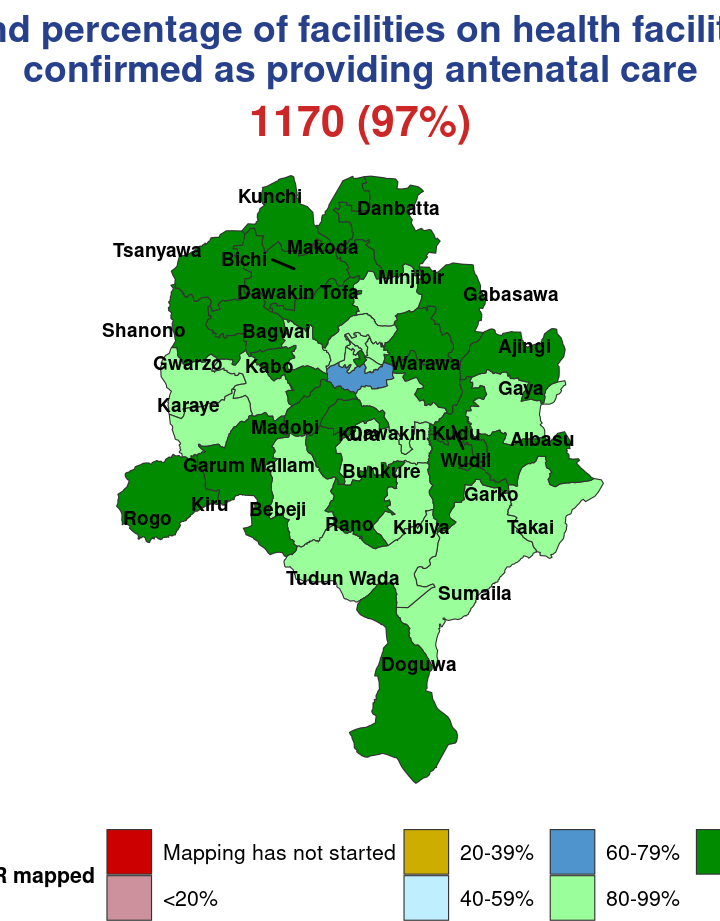 nd percentage of facilities on health facilit
confirmed as providing antenatal care
1170 (97%)
Kunchi
Danbatta
Tsanyawa
Bichi
Makoda
Minjibir
Dawakin Tofa
Gabasawa
Shanono
Bagwai
Ajingi
Gwarzo
Kabo
Warawa
Gaya
Karaye
Madobi
Kura
Dawakin Kudu
Albasu
Garum Mallam
Bunkure
Wudil
Kiru
Bebeji
Garko
Rogo
Rano
Kibiya
Takai
Tudun Wada
Sumaila
Doguwa
R mapped
Mapping has not started
20-39%
60-79%
<20%
40-59%
80-99%